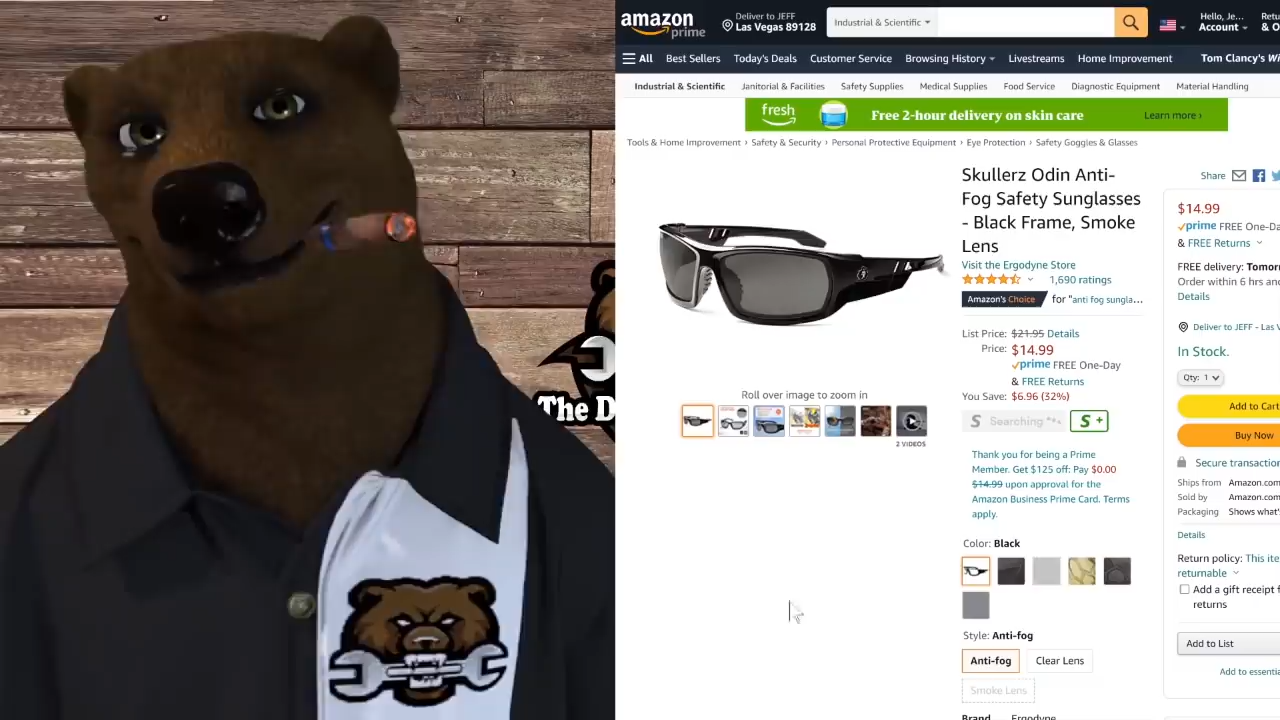 The D
amazon
prime
Deliver to JEFF
Las Vegas 89128
Industrial & Scientific
Hello, Je...
Account
Retu
& O
All
Best Sellers
Today's Deals
Customer Service
Browsing History
Livestreams
Home Improvement
Tom Clancy's Wi
Industrial & Scientific
Janitorial & Facilities
Safety Supplies
Medical Supplies
Food Service
Diagnostic Equipment
Material Handling
fresh
Free 2-hour delivery on skin care
Learn more ›
Tools & Home Improvement › Safety & Security › Personal Protective Equipment › Eye Protection › Safety Goggles & Glasses
Skullerz Odin Anti-
Fog Safety Sunglasses
- Black Frame, Smoke
Lens
Visit the Ergodyne Store
1,690 ratings
Amazon's Choice for "anti fog sungla...
List Price: $21.95 Details
Price: $14.99
prime FREE One-Day
& FREE Returns
You Save: $6.96 (32%)
S Searching
S +
Thank you for being a Prime
Member. Get $125 off: Pay $0.00
$14.99 upon approval for the
Amazon Business Prime Card. Terms
apply.
Color: Black
Style: Anti-fog
Anti-fog
Clear Lens
Smoke Lens
Brand Ergodyne
Roll over image to zoom in
2 VIDEOS
Share
$14.99
prime FREE One-Da
& FREE Returns
FREE delivery: Tomor
Order within 6 hrs and
Details
Deliver to JEFF - Las V
In Stock.
Qty: 1
Add to Cart
Buy Now
Secure transaction
Ships from Amazon.com
Sold by Amazon.com
Packaging Shows what'
Details
Return policy: This ite
returnable
Add a gift receipt f
returns
Add to List
Add to essentia